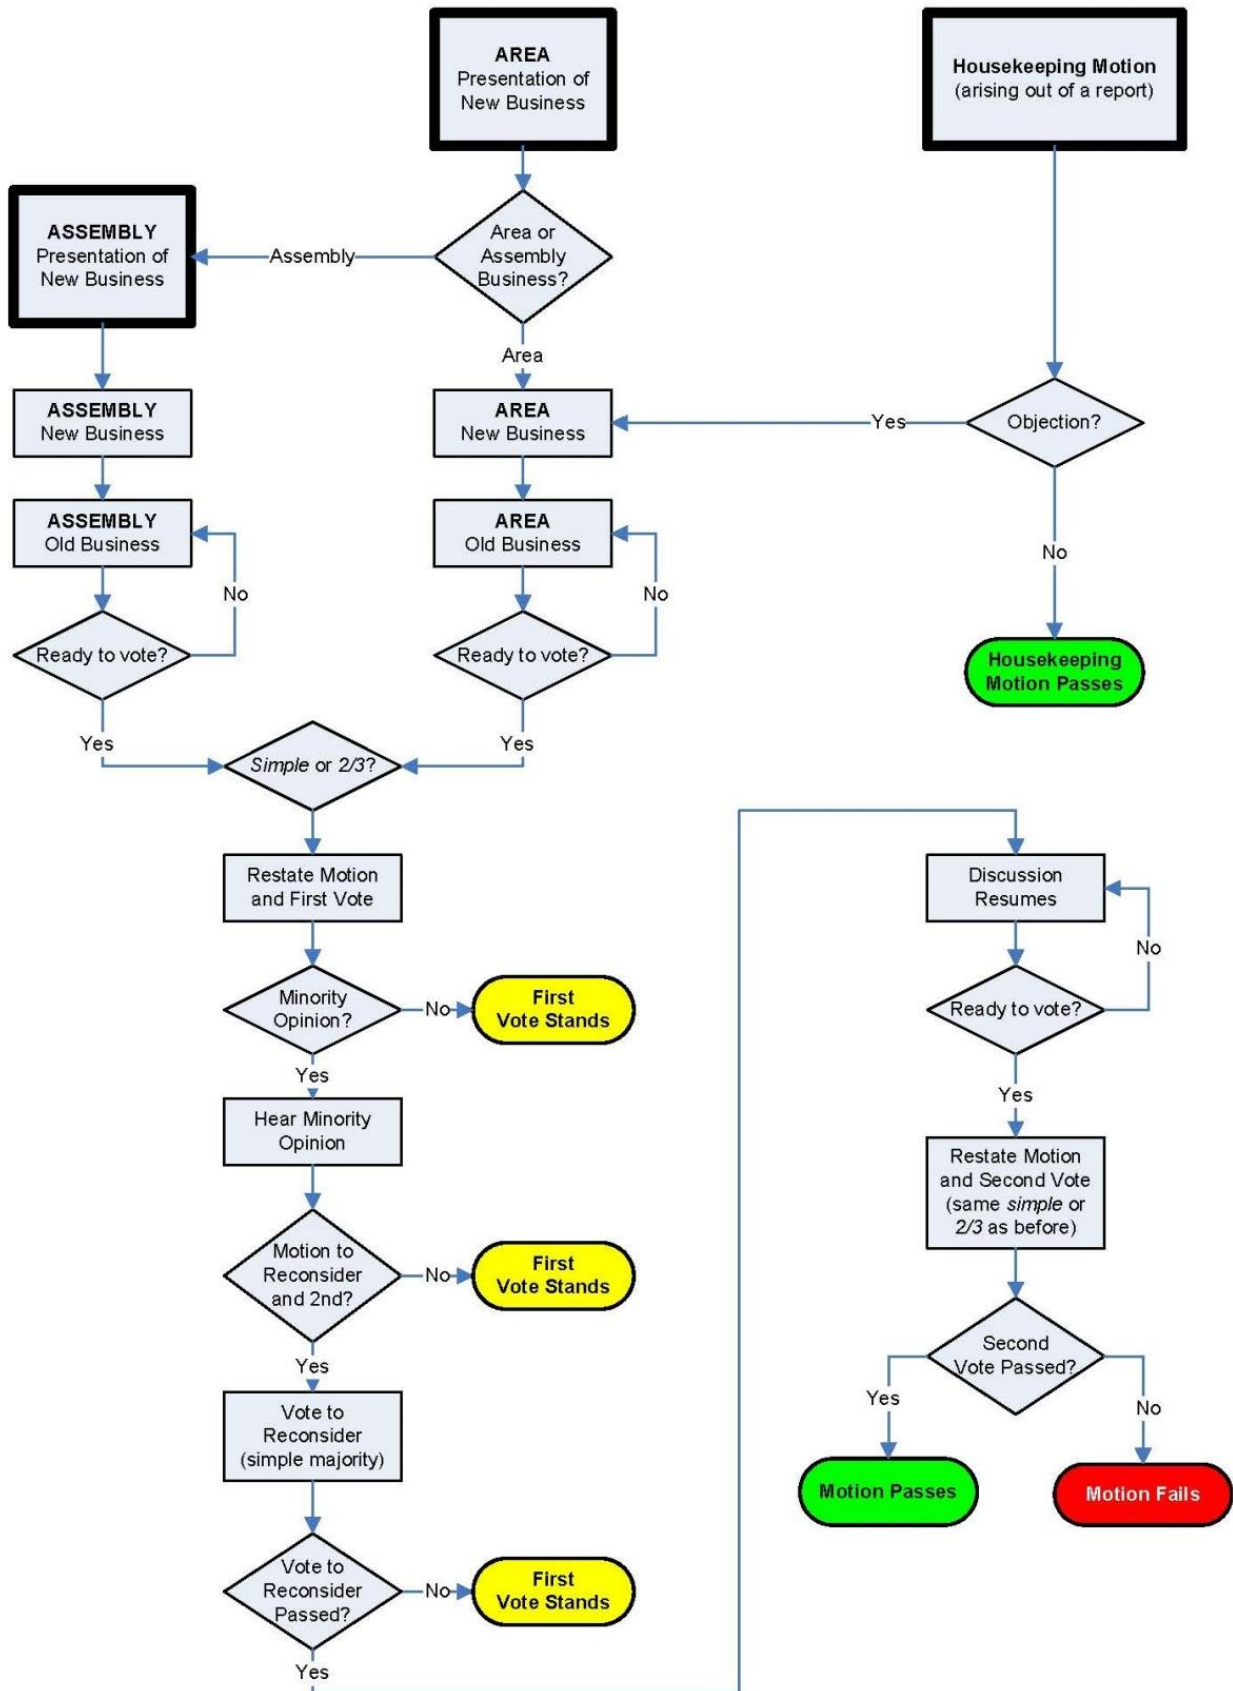 AREA
Presentation of
New Business
Housekeeping Motion
(arising out of a report)
ASSEMBLY
Presentation of
New Business
Assembly
Area or
Assembly
Business?
Area
ASSEMBLY
New Business
AREA
New Business
Yes
Objection?
ASSEMBLY
Old Business
AREA
Old Business
No
No
No
Ready to vote?
Ready to vote?
Housekeeping
Motion Passes
Yes
Yes
Simple or 2/3?
Restate Motion
and First Vote
Minority
Opinion?
No
First
Vote Stands
Yes
Hear Minority
Opinion
Motion to
Reconsider
and 2nd?
No
First
Vote Stands
Yes
Vote to
Reconsider
(simple majority)
Vote to
Reconsider
Passed?
No
First
Vote Stands
Yes
Discussion
Resumes
No
Ready to vote?
Yes
Restate Motion
and Second Vote
(same simple or
2/3 as before)
Second
Vote Passed?
Yes
No
Motion Passes
Motion Fails